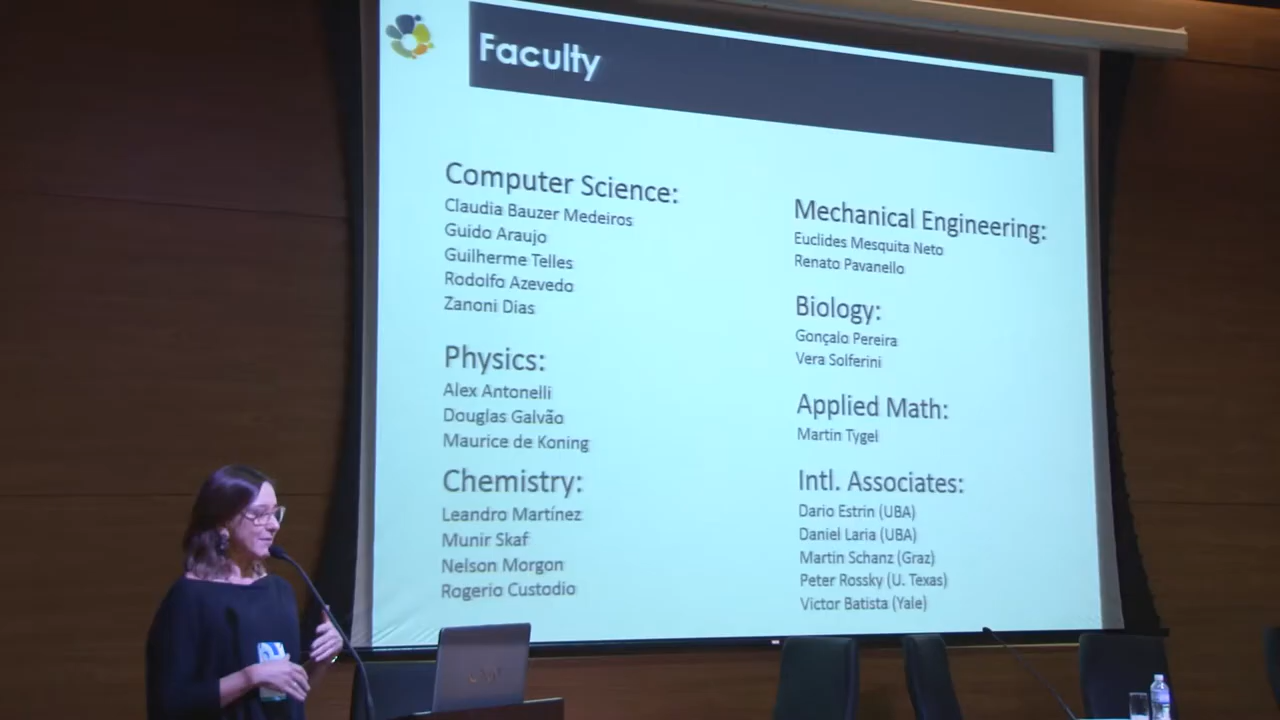 Faculty
Computer Science:
Claudia Bauzer Medeiros
Guido Araujo
Guilherme Telles
Rodolfo Azevedo
Zanoni Dias
Physics:
Alex Antonelli
Douglas Galvão
Maurice de Koning
Chemistry:
Leandro Martínez
Munir Skaf
Nelson Morgon
Rogerio Custodio
Mechanical Engineering:
Euclides Mesquita Neto
Renato Pavanello
Biology:
Gonçalo Pereira
Vera Solferini
Applied Math:
Martin Tygel
Intl. Associates:
Dario Estrin (UBA)
Daniel Laria (UBA)
Martin Schanz (Graz)
Peter Rossky (U. Texas)
Victor Batista (Yale)